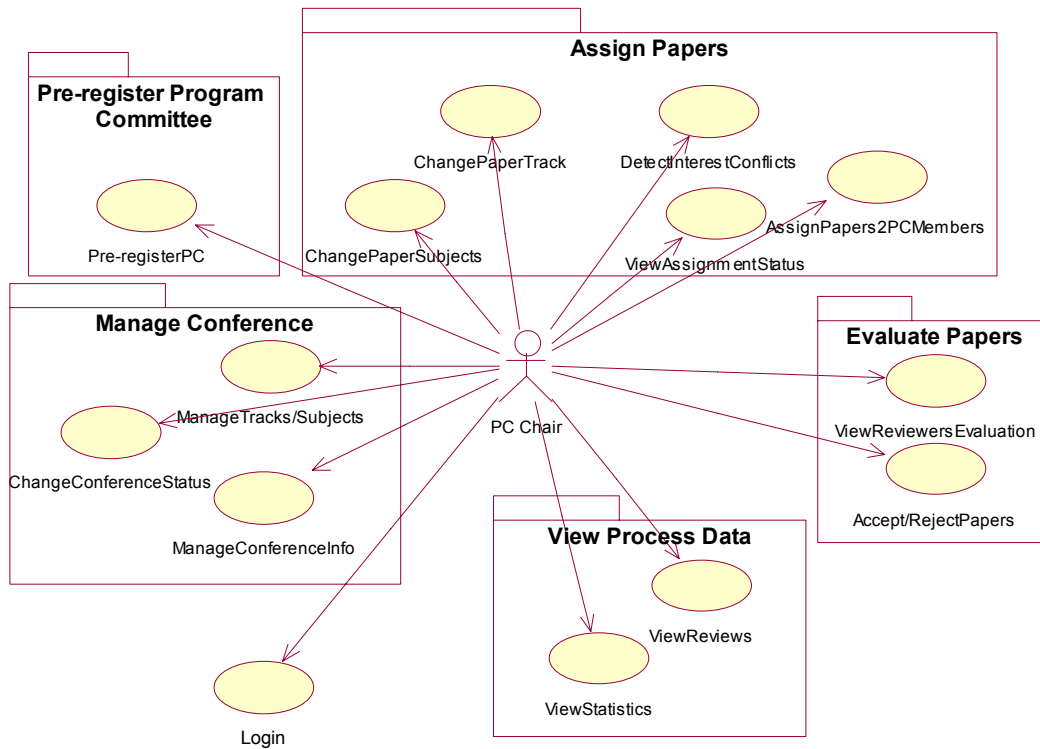 Assign Papers
Pre-register Program
Committee
ChangePaperTrack
DetectInterestConflicts
AssignPapers2PCMembers
Pre-registerPC
ChangePaperSubjects
ViewAssignmentStatus
Manage Conference
Evaluate Papers
ManageTracks/Subjects
PC Chair
ViewReviewersEvaluation
ChangeConferenceStatus
Accept/RejectPapers
ManageConferenceInfo
View Process Data
ViewReviews
ViewStatistics
Login